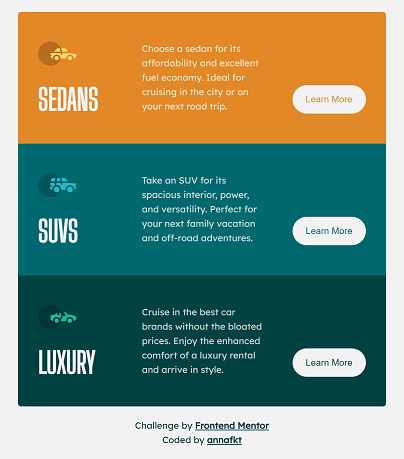 SEDANS
Choose a sedan for its
affordability and excellent
fuel economy. Ideal for
cruising in the city or on
your next road trip.
Learn More
SUVS
Take an SUV for its
spacious interior, power,
and versatility. Perfect for
your next family vacation
and off-road adventures.
Learn More
LUXURY
Cruise in the best car
brands without the bloated
prices. Enjoy the enhanced
comfort of a luxury rental
and arrive in style.
Learn More
Challenge by Frontend Mentor
Coded by annafkt